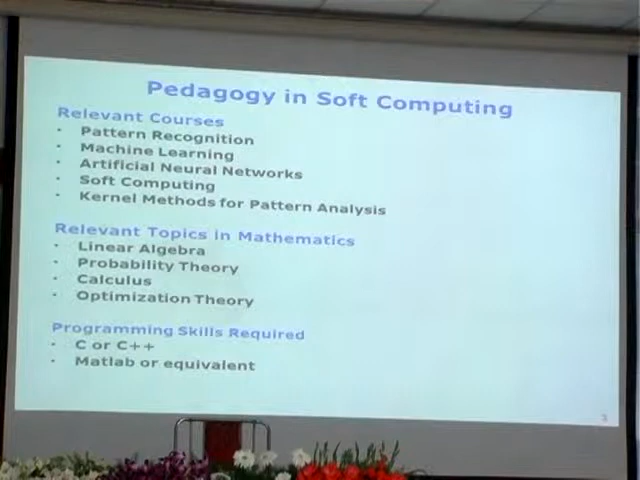 Pedagogy in Soft Computing
Relevant Courses
· Pattern Recognition
· Machine Learning
· Artificial Neural Networks
· Soft Computing
· Kernel Methods for Pattern Analysis
Relevant Topics in Mathematics
· Linear Algebra
· Probability Theory
· Calculus
· Optimization Theory
Programming Skills Required
· C or C++
· Matlab or equivalent
3